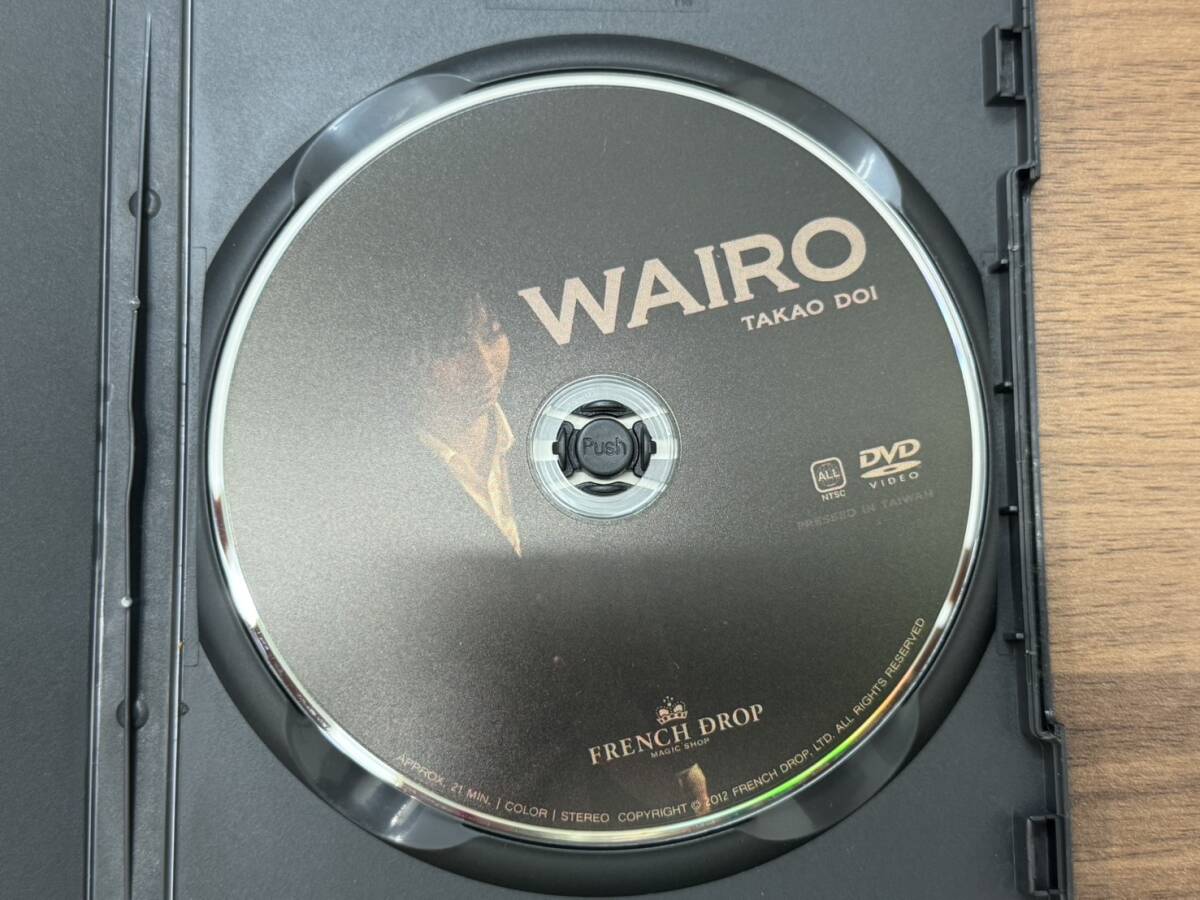 WAIRO
TAKAO DOI
Push
ALL
NTSC
DVD
VIDEO
PRESSED IN TAIWAN
FRENCH DROP
MAGIC SHOP
APPROX. 21 MIN. | COLOR | STEREO COPYRIGHT © 2012 FRENCH DROP, LTD. ALL RIGHTS RESERVED